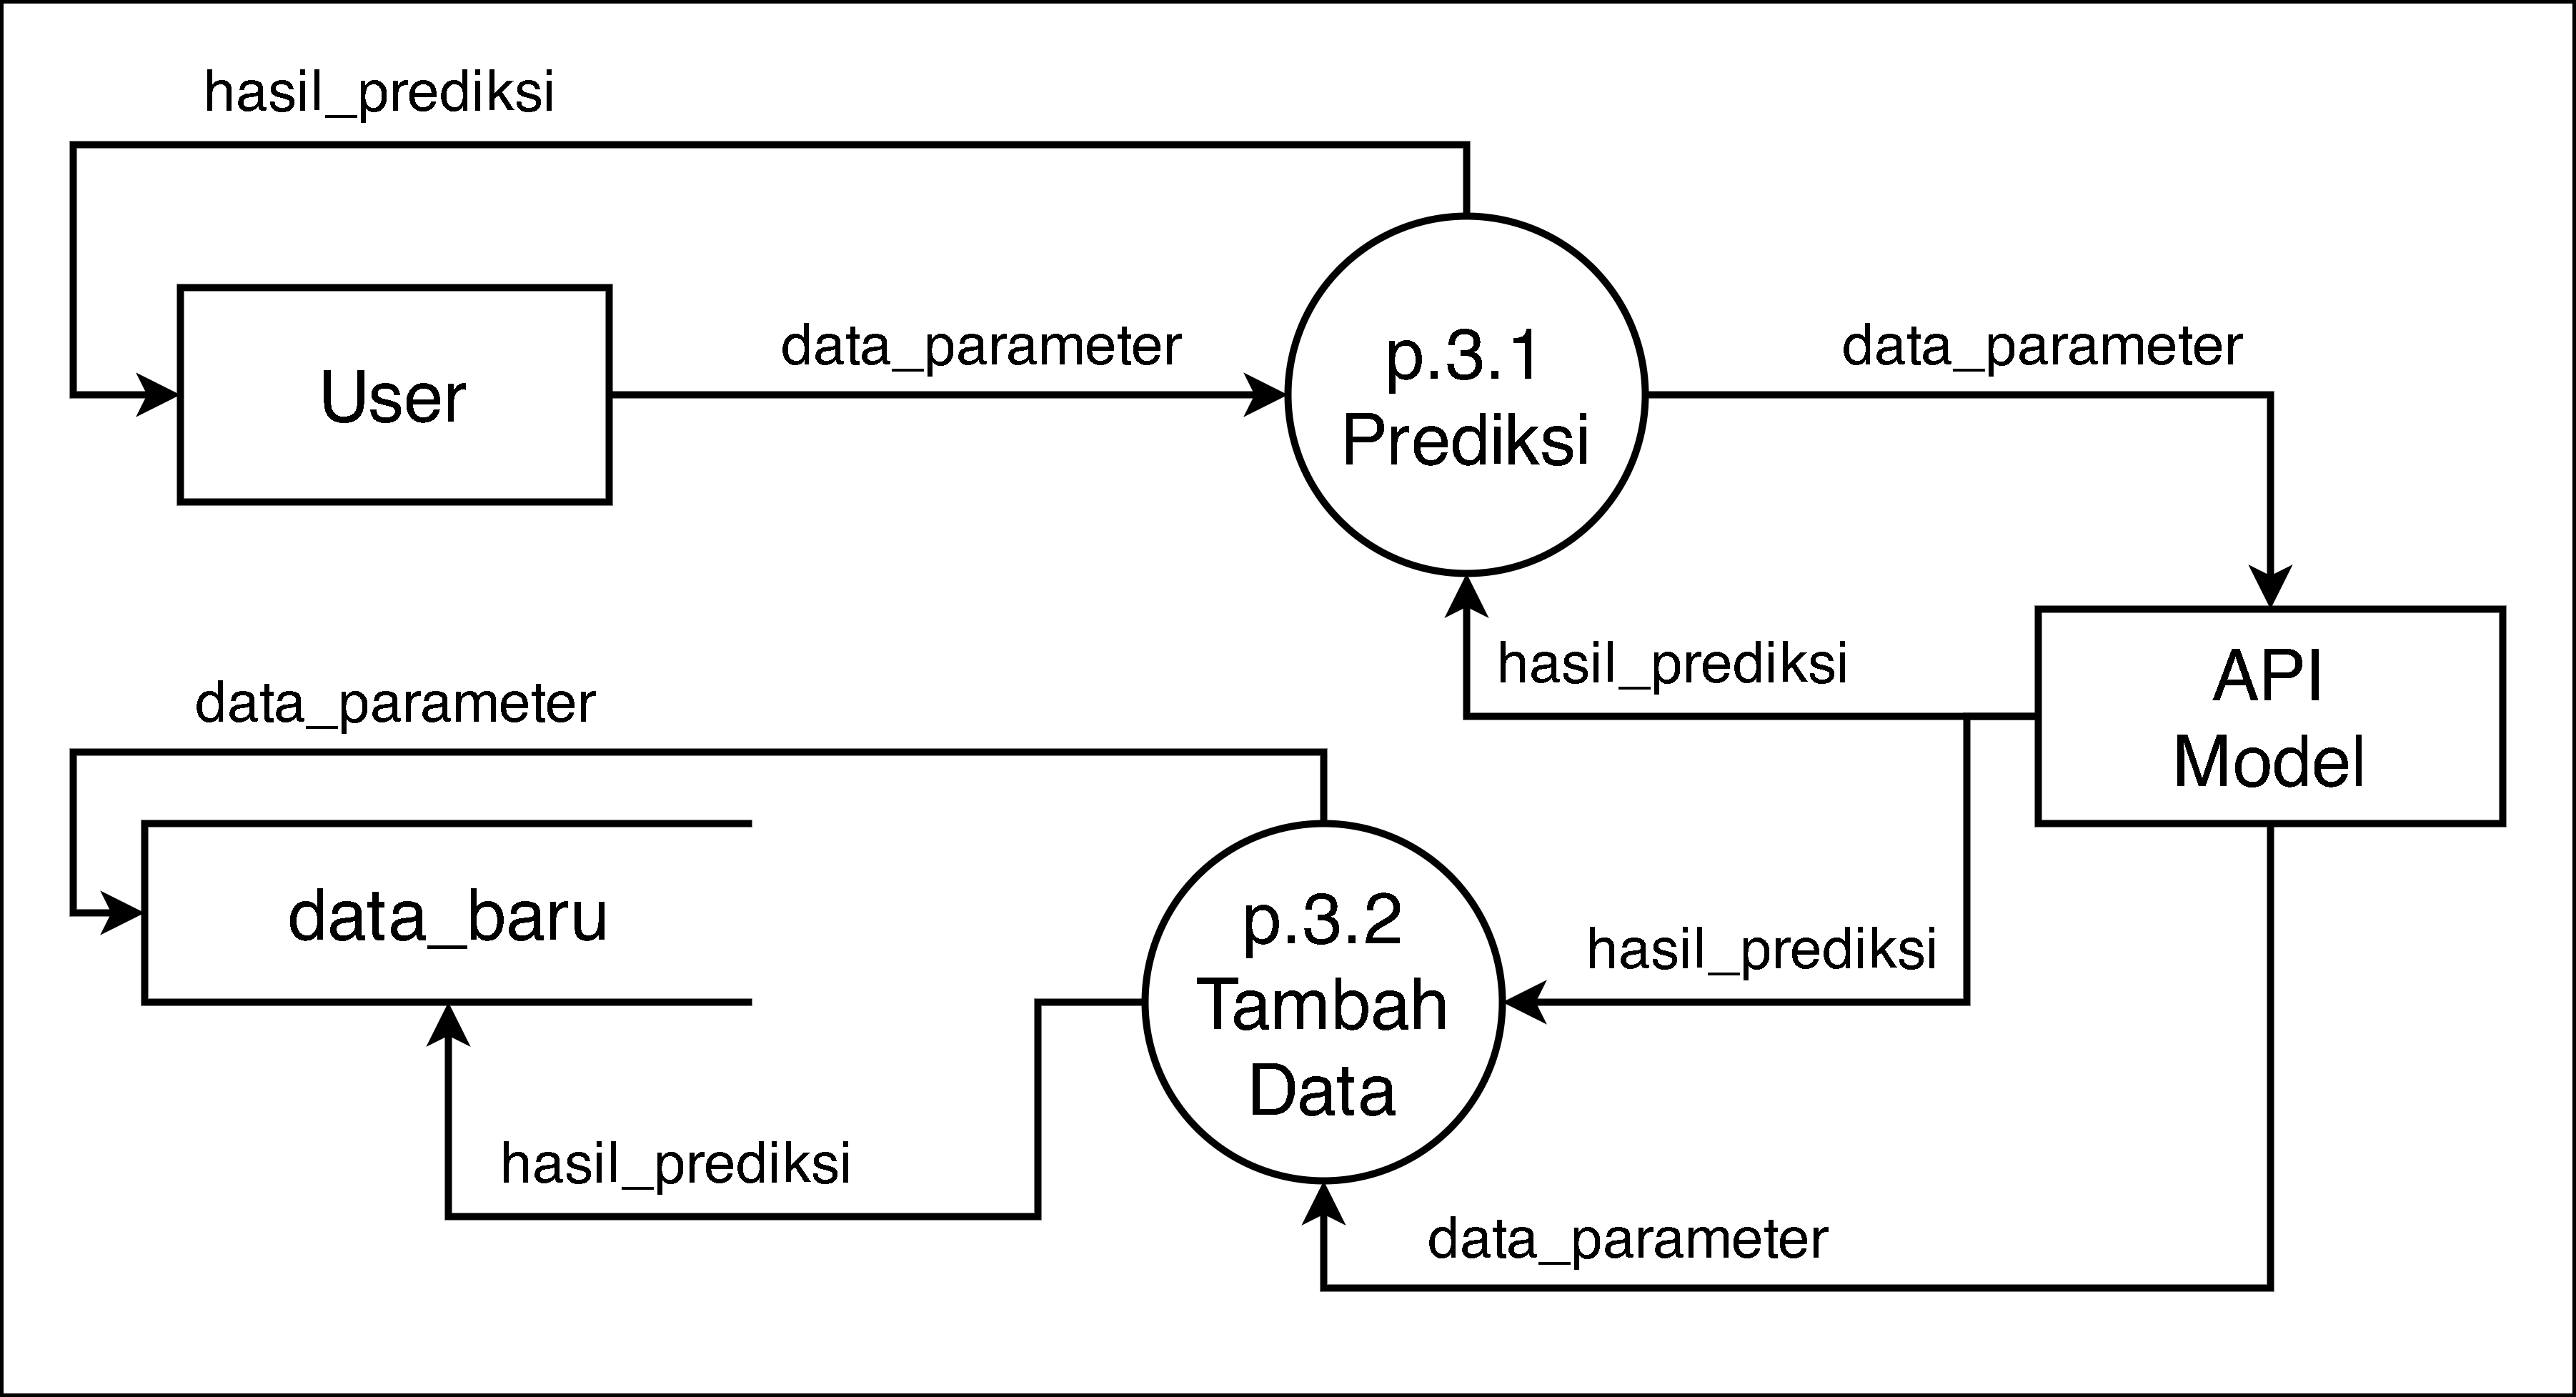 hasil_prediksi
User
data_parameter
p.3.1
Prediksi
data_parameter
hasil_prediksi
API
Model
data_parameter
data_baru
p.3.2
Tambah
Data
hasil_prediksi
hasil_prediksi
data_parameter